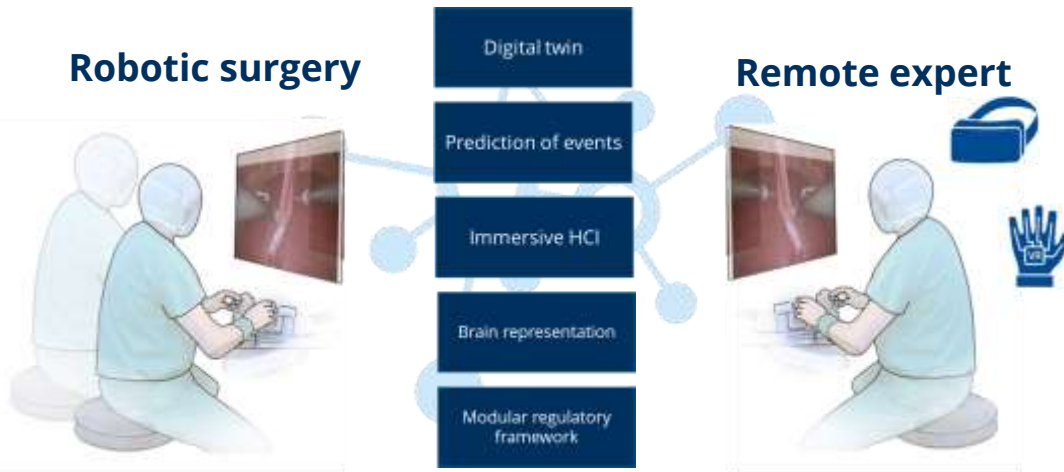 Robotic surgery
Digital twin
Prediction of events
Immersive HCI
Brain representation
Modular regulatory
framework
Remote expert
VR